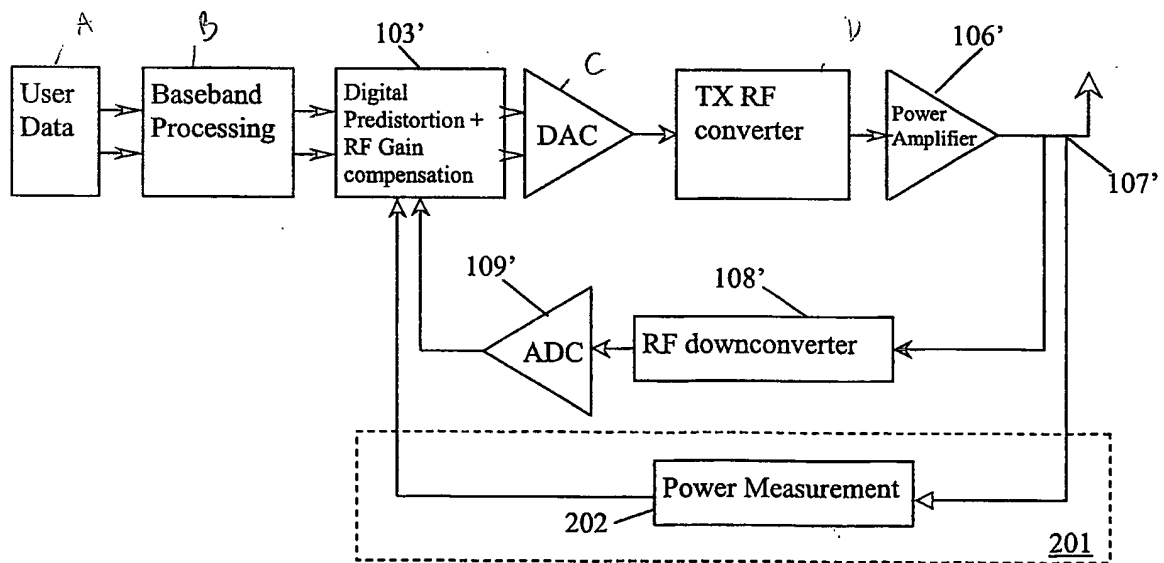 A
B
103’
C
D
106’
User
Data
Baseband
Processing
Digital
Predistortion +
RF Gain
compensation
DAC
TX RF
converter
Power
Amplifier
107’
109’
108’
ADC
RF downconverter
Power Measurement
202
201